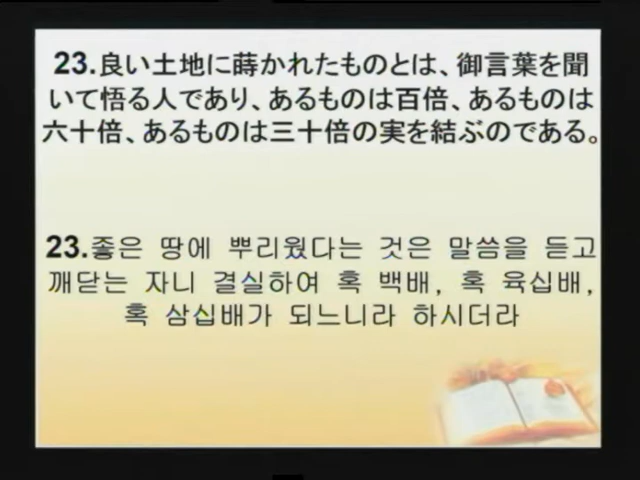 23.良い土地に蒔かれたものとは、御言葉を聞
いて悟る人であり、あるものは百倍、あるものは
六十倍、あるものは三十倍の実を結ぶのである。
23.좋은 땅에 뿌리웠다는 것은 말씀을 듣고
깨닫는 자니 결실하여 혹 백배, 혹 육십배,
혹 삼십배가 되느니라 하시더라